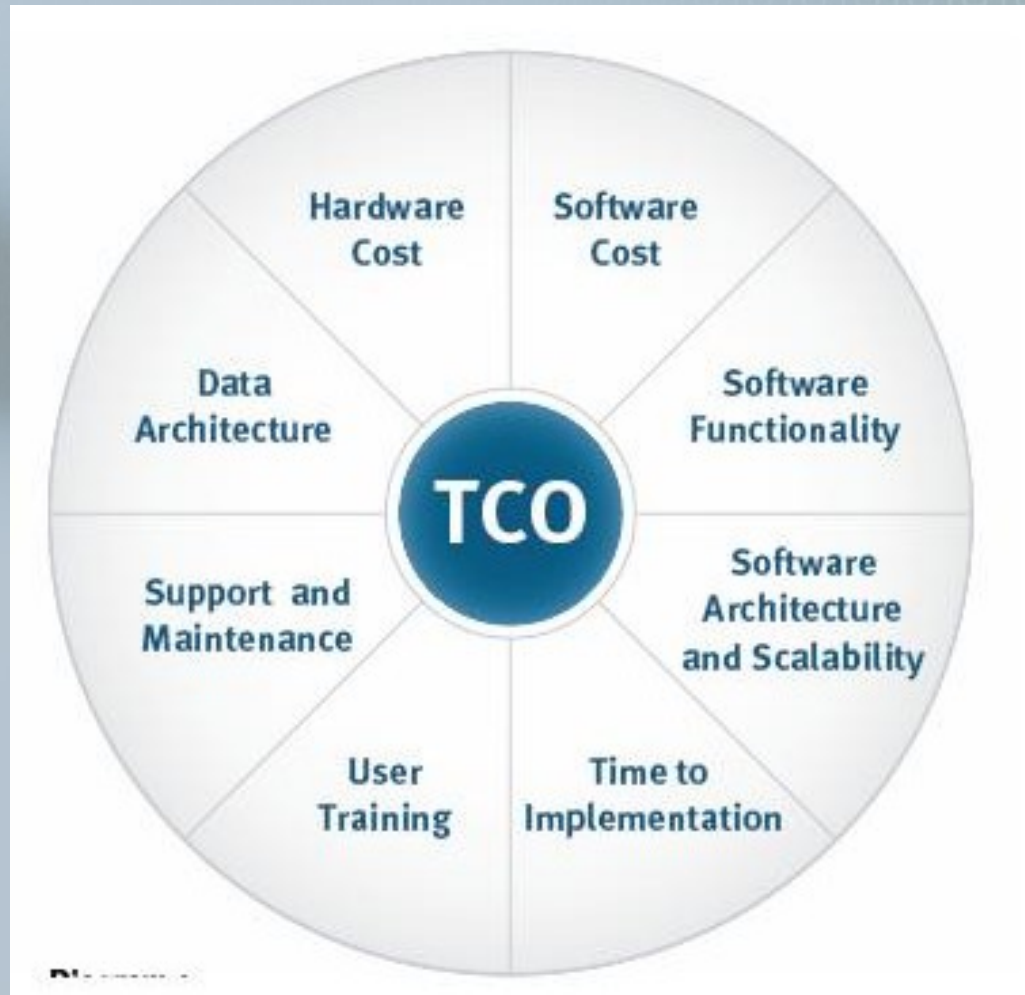 Hardware
Cost
Software
Cost
Data
Architecture
Software
Functionality
TCO
Support and
Maintenance
Software
Architecture
and Scalability
User
Training
Time to
Implementation